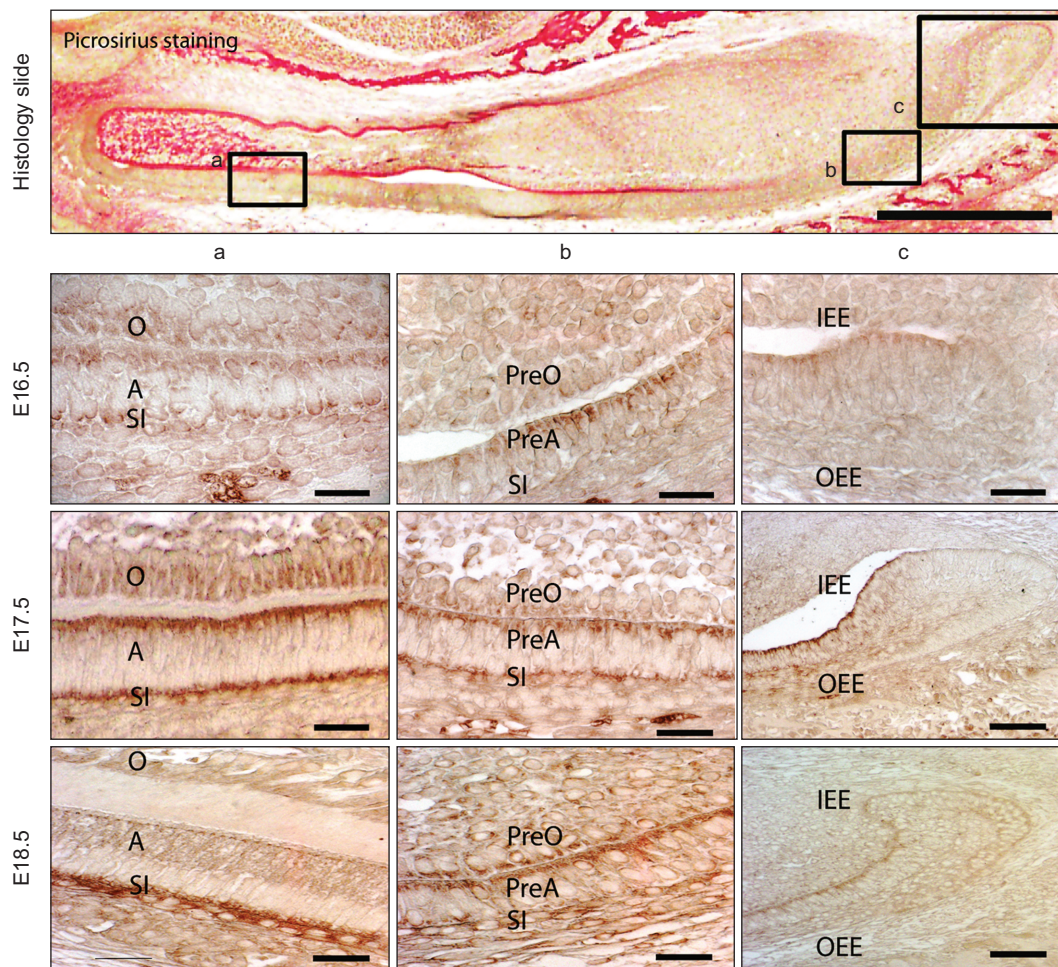 Histology slide
Picrosirius staining
a
b
c
a b c
E16.5
O
A
SI
PreO
PreA
SI
IEE
OEE
E17.5
O
A
SI
PreO
PreA
SI
IEE
OEE
E18.5
O
A
SI
PreO
PreA
SI
IEE
OEE